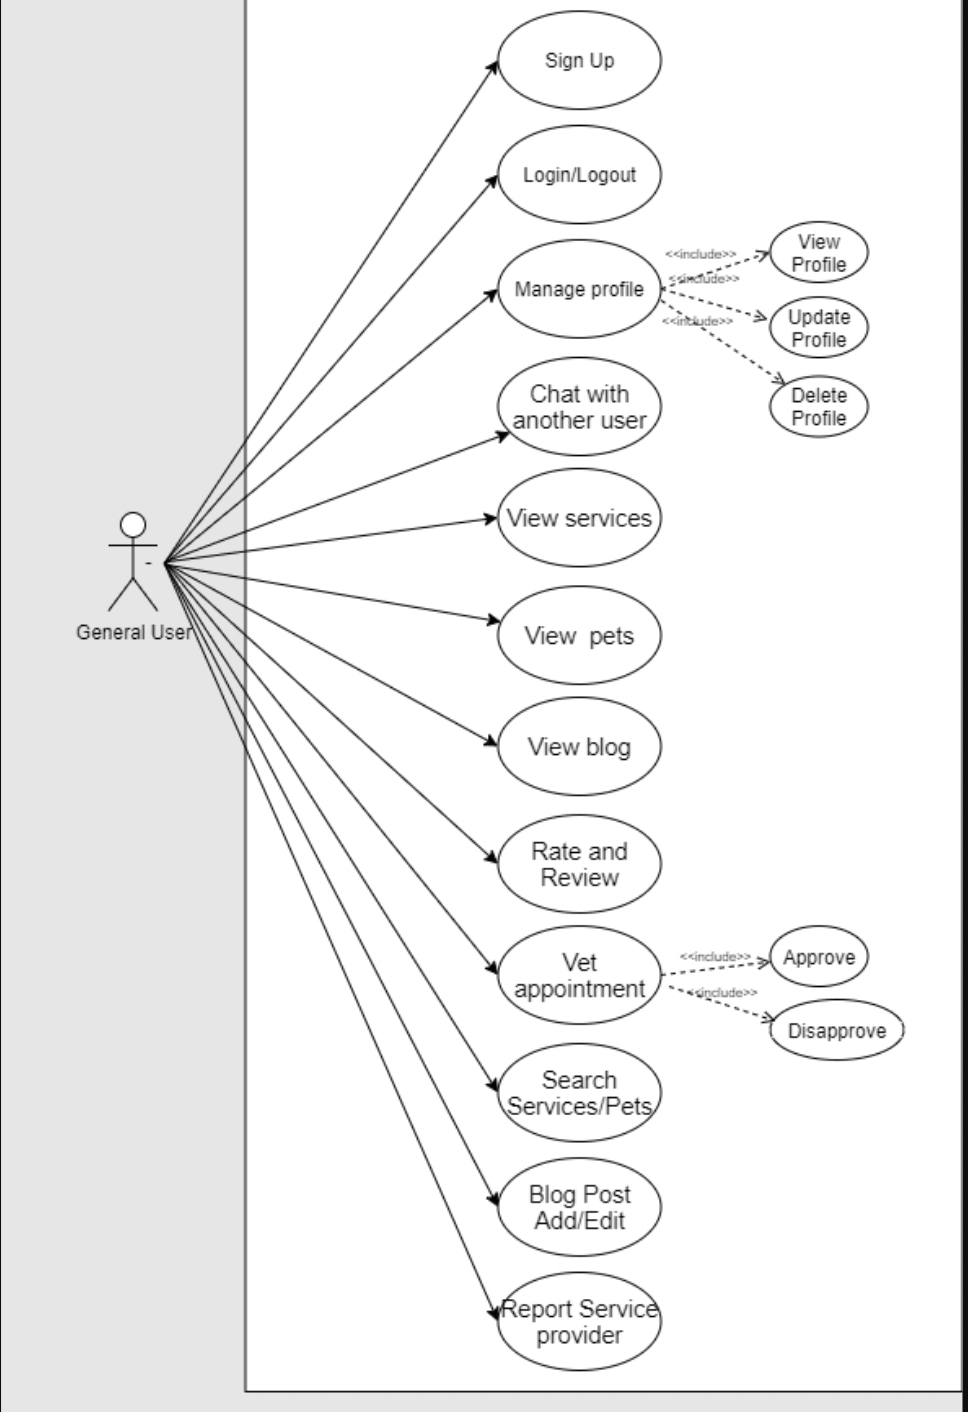 Sign Up
Login/Logout
Manage profile
<<include>>
<<include>>
<<include>>
View
Profile
Update
Profile
Delete
Profile
Chat with
another user
View services
-
General User
View  pets
View blog
Rate and
Review
Vet
appointment
<<include>>
<<include>>
Approve
Disapprove
Search
Services/Pets
Blog Post
Add/Edit
Report Service
provider